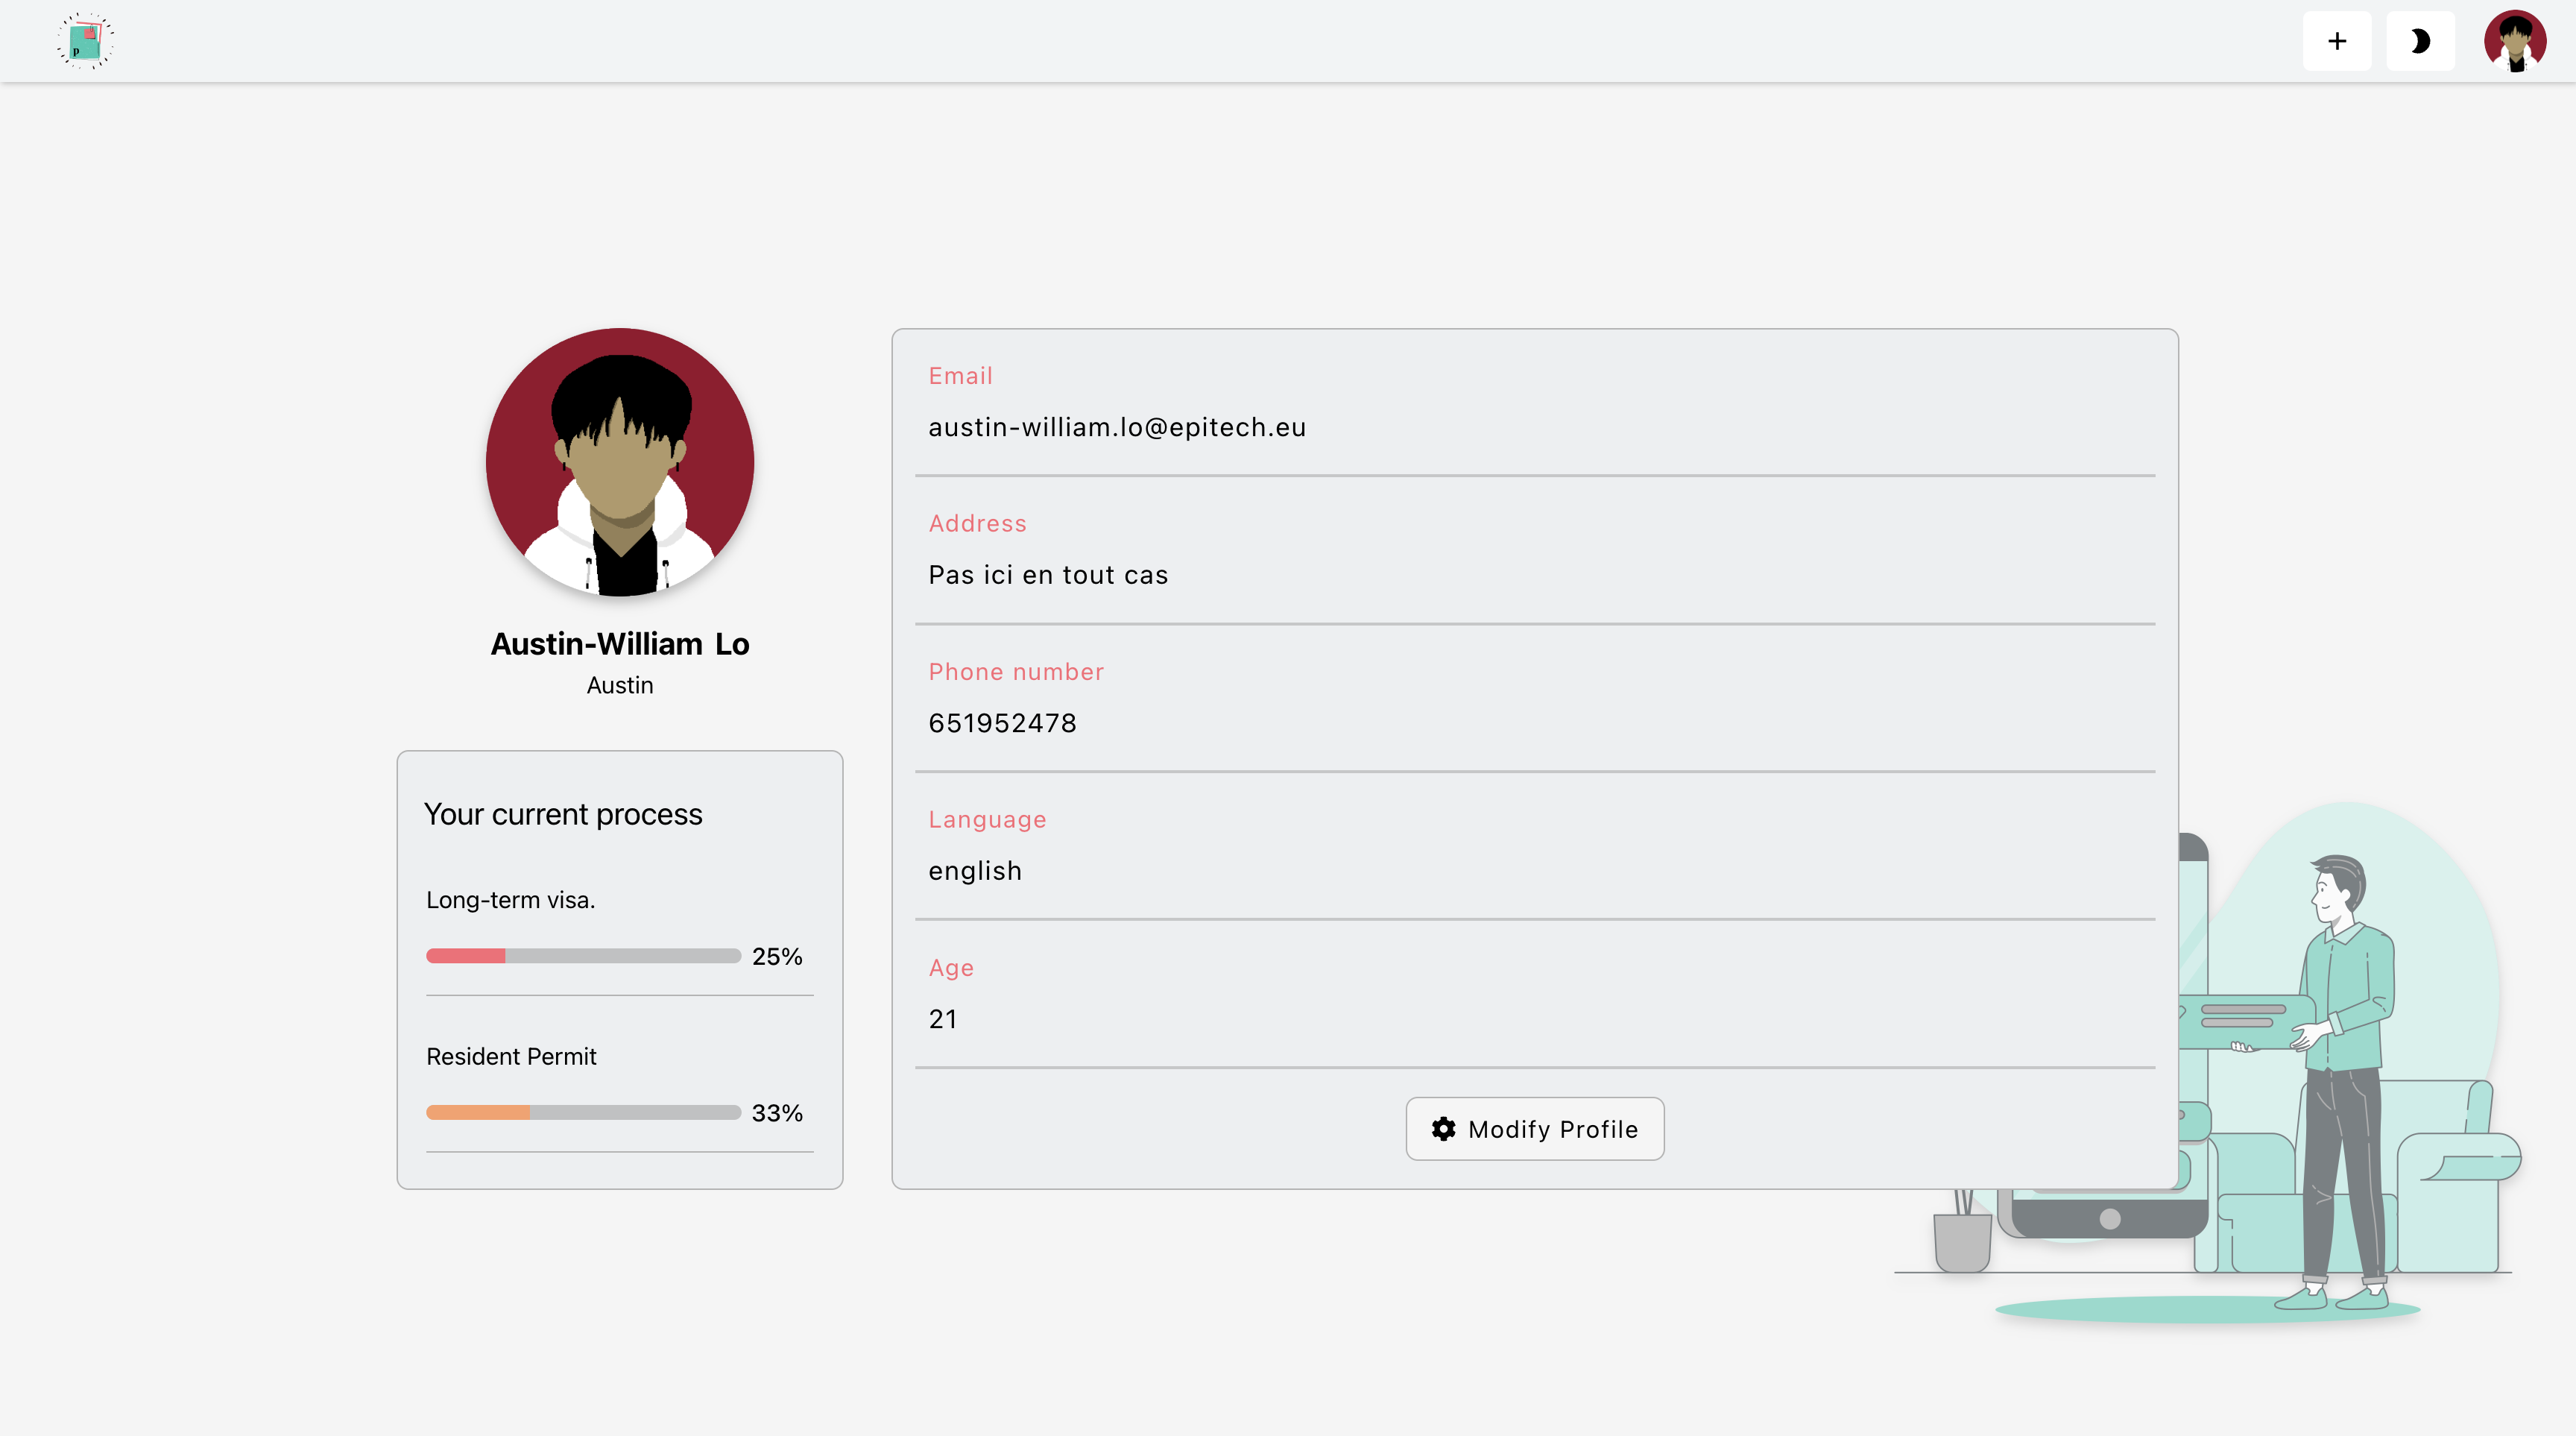 p
Austin-William Lo
Austin
Your current process
Long-term visa.
25%
Resident Permit
33%
Email
austin-william.lo@epitech.eu
Address
Pas ici en tout cas
Phone number
651952478
Language
english
Age
21
Modify Profile